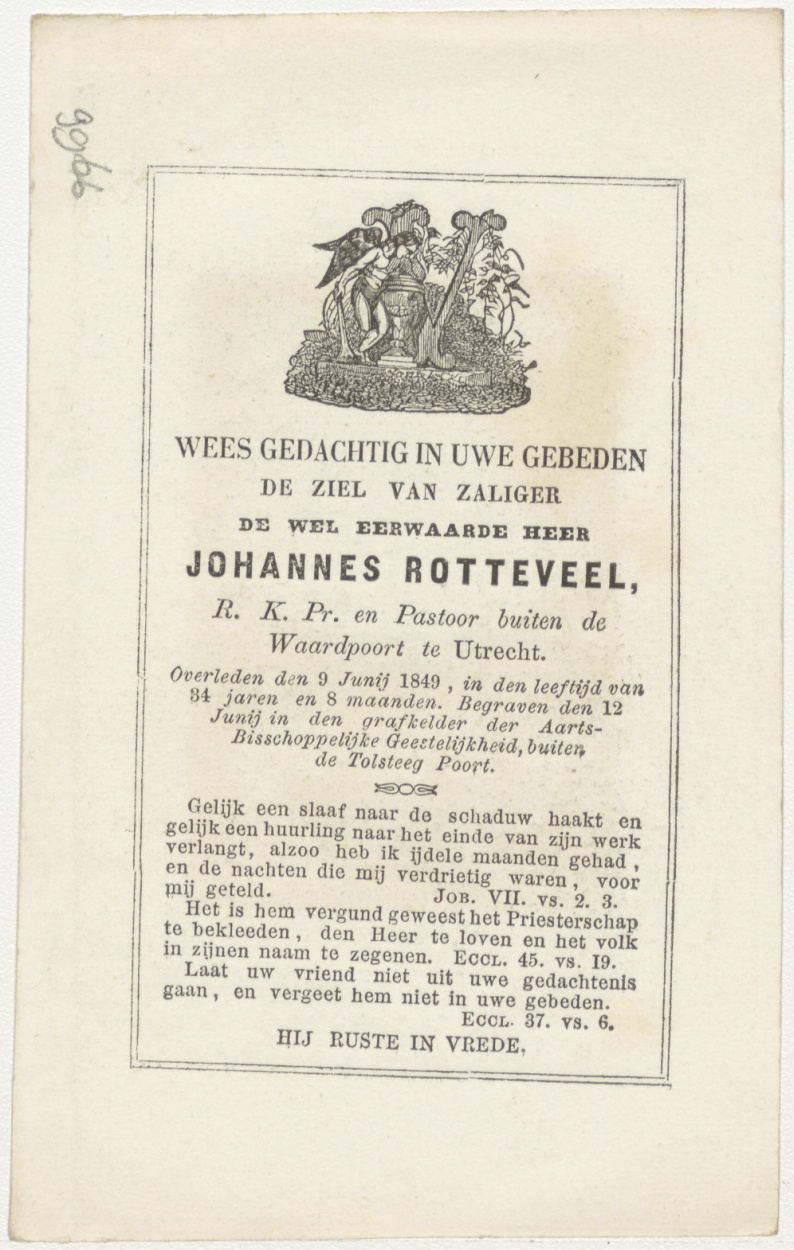 WEES GEDACHTIG IN UWE GEBEDEN
DE ZIEL VAN ZALIGER
DE WEL EERWAARDE HEER
JOHANNES ROTTEVEEL,
R. K. Pr. en Pastoor buiten de
Waardpoort te Utrecht.
Overleden den 9 Junij 1849, in den leeftijd van
34 jaren en 8 maanden. Begraven den 12
Junij in den grafkelder der Aarts-
Bisschoppelijke Geestelijkheid, buiten
de Tolsteeg Poort.
Gelijk een slaaf naar de schaduw haakt en
gelijk een huurling naar het einde van zijn werk
verlangt, alzoo heb ik ijdele maanden gehad,
en de nachten die mij verdrietig waren, voor
mij geteld. JOB. VII. vs. 2. 3.
Het is hem vergund geweest het Priesterschap
te bekleeden, den Heer te loven en het volk
in zijnen naam te zegenen. ECCL. 45. vs. 19.
Laat uw vriend niet uit uwe gedachtenis
gaan, en vergeet hem niet in uwe gebeden.
ECCL. 37. vs. 6.
HIJ RUSTE IN VREDE.